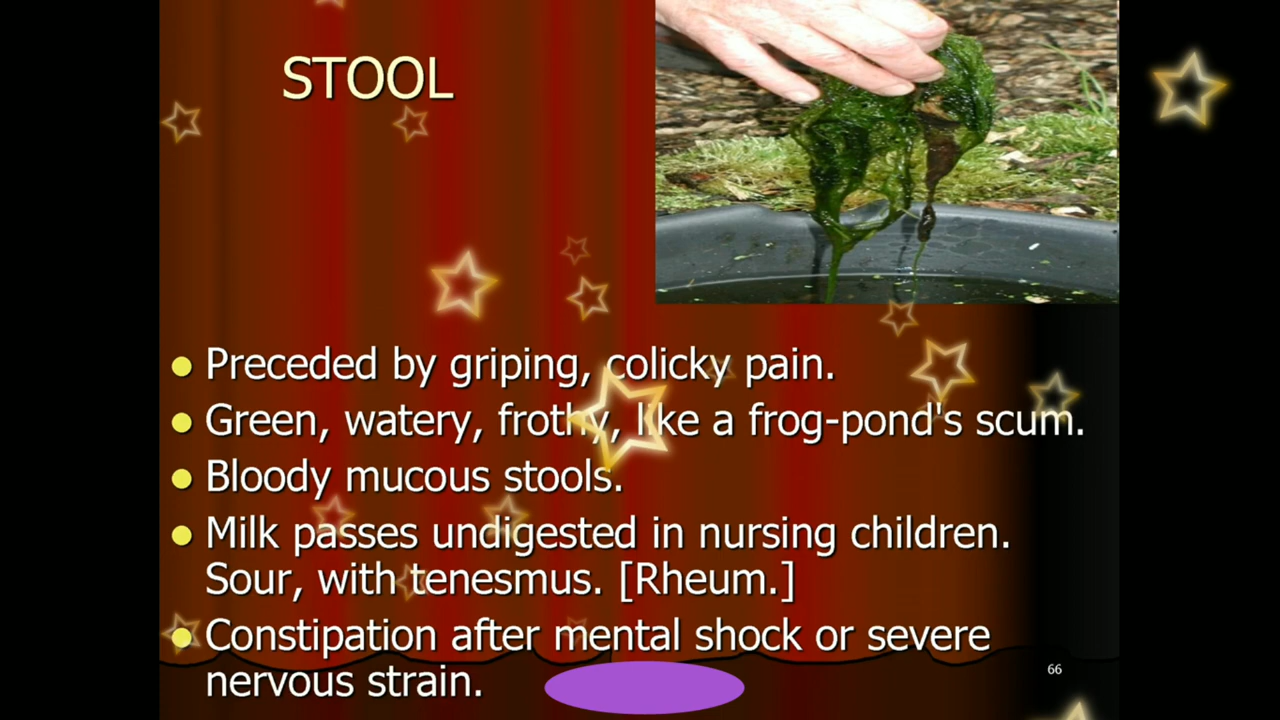 STOOL
Preceded by griping, colicky pain.
Green, watery, frothy, like a frog-pond's scum.
Bloody mucous stools.
Milk passes undigested in nursing children.
Sour, with tenesmus. [Rheum.]
Constipation after mental shock or severe
nervous strain.
66